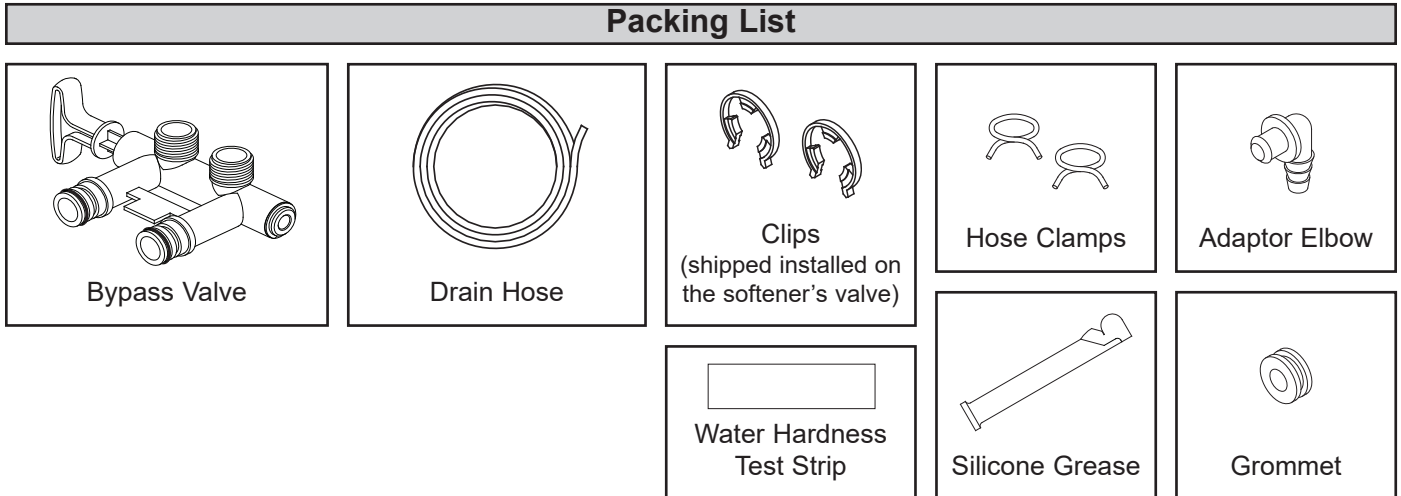 Packing List
Bypass Valve
Drain Hose
Clips
(shipped installed on
the softener’s valve)
Hose Clamps
Adaptor Elbow
Water Hardness
Test Strip
Silicone Grease
Grommet